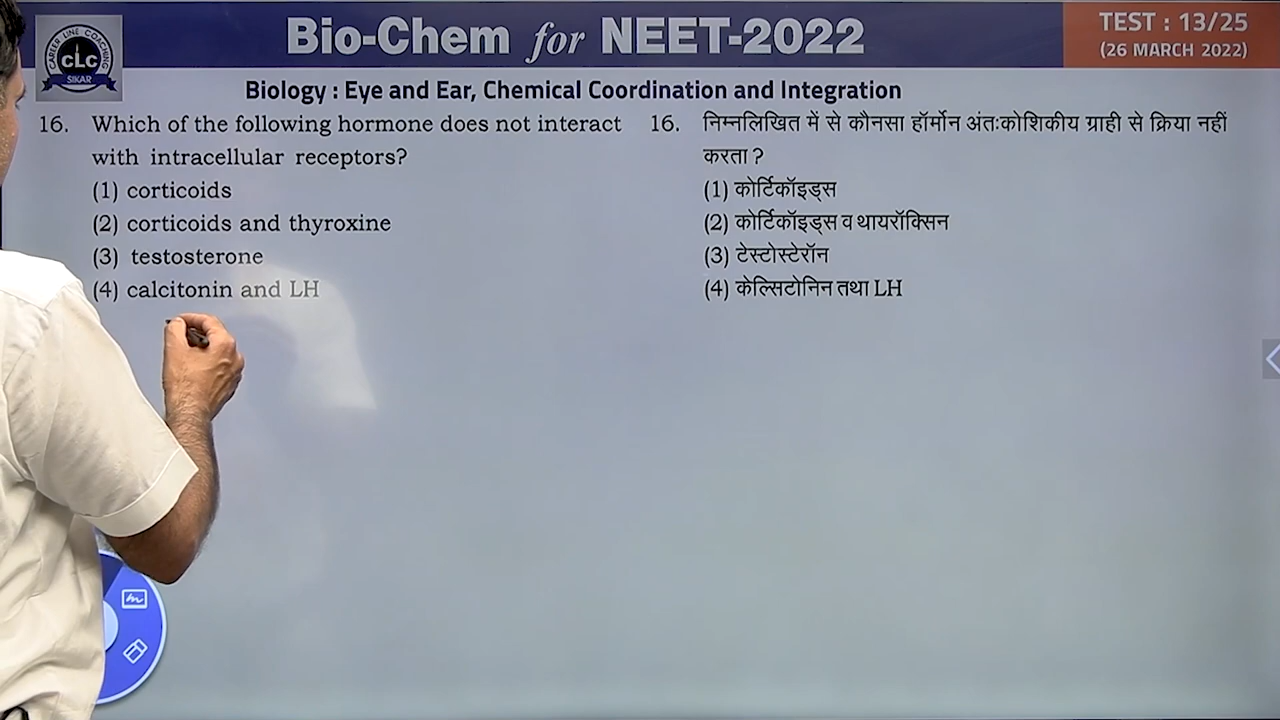 CAREER LINE COACHING
CLC
SIKAR
Bio-Chem for NEET-2022
TEST : 13/25
(26 MARCH 2022)
Biology : Eye and Ear, Chemical Coordination and Integration
16. Which of the following hormone does not interact
with intracellular receptors?
(1) corticoids
(2) corticoids and thyroxine
(3) testosterone
(4) calcitonin and LH
16. निम्नलिखित में से कौनसा हॉर्मोन अंतःकोशिकीय ग्राही से क्रिया नहीं
करता ?
(1) कोर्टिकॉइड्स
(2) कोर्टिकॉइड्स व थायरॉक्सिन
(3) टेस्टोस्टेरॉन
(4) केल्सिटोनिन तथा LH